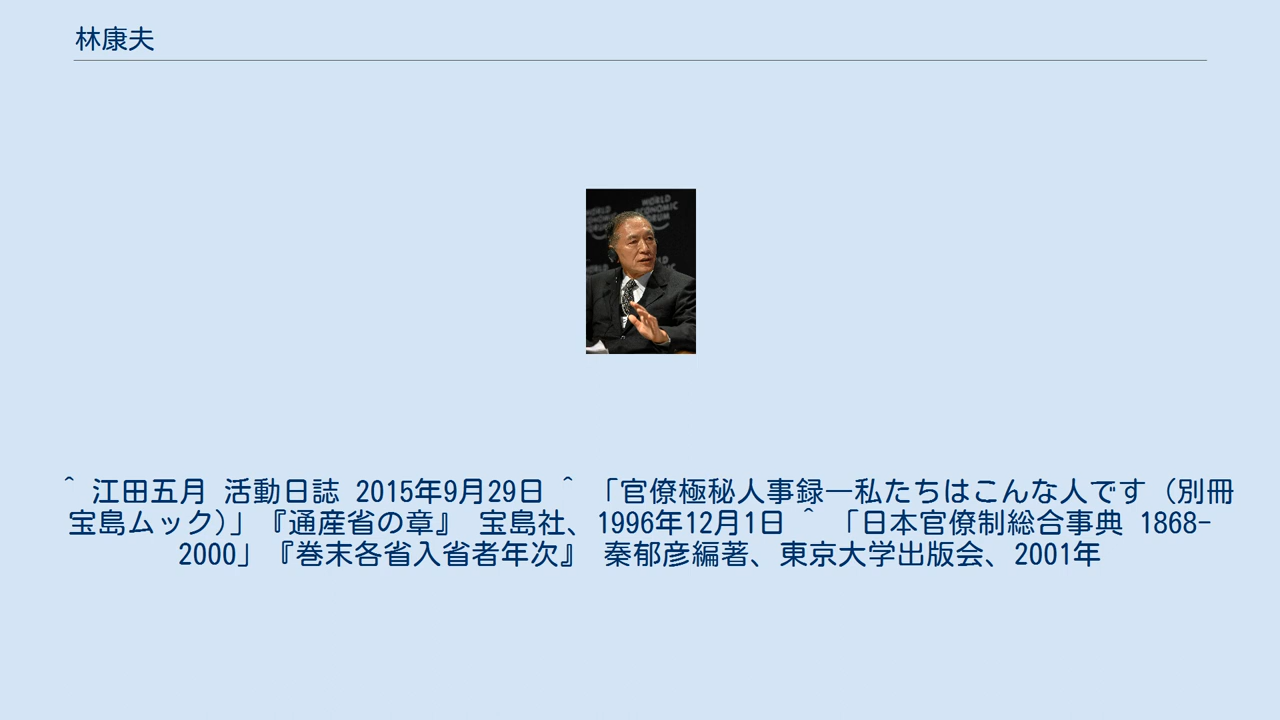 林康夫
WORLD
ECONOMIC
FORUM
^ 江田五月 活動日誌 2015年9月29日 ^ 「官僚極秘人事録―私たちはこんな人です (別冊
宝島ムック)」『通産省の章』 宝島社、1996年12月1日 ^ 「日本官僚制総合事典 1868-
2000」『巻末各省入省者年次』 秦郁彦編著、東京大学出版会、2001年